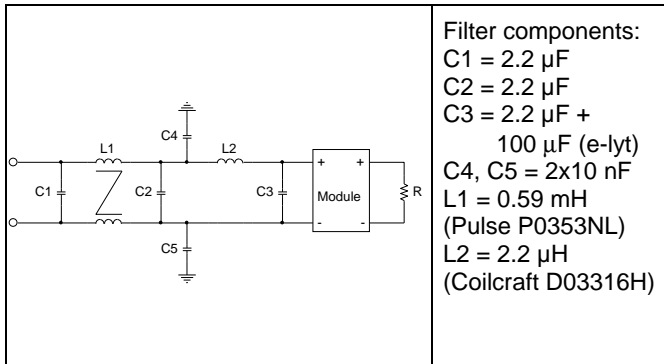 C4
L1
L2
C1
C2
C3
+
+
Module
R
-
-
C5
Filter components:
C1 = 2.2 µF
C2 = 2.2 µF
C3 = 2.2 µF +
100 µF (e-lyt)
C4, C5 = 2x10 nF
L1 = 0.59 mH
(Pulse P0353NL)
L2 = 2.2 µH
(Coilcraft D03316H)